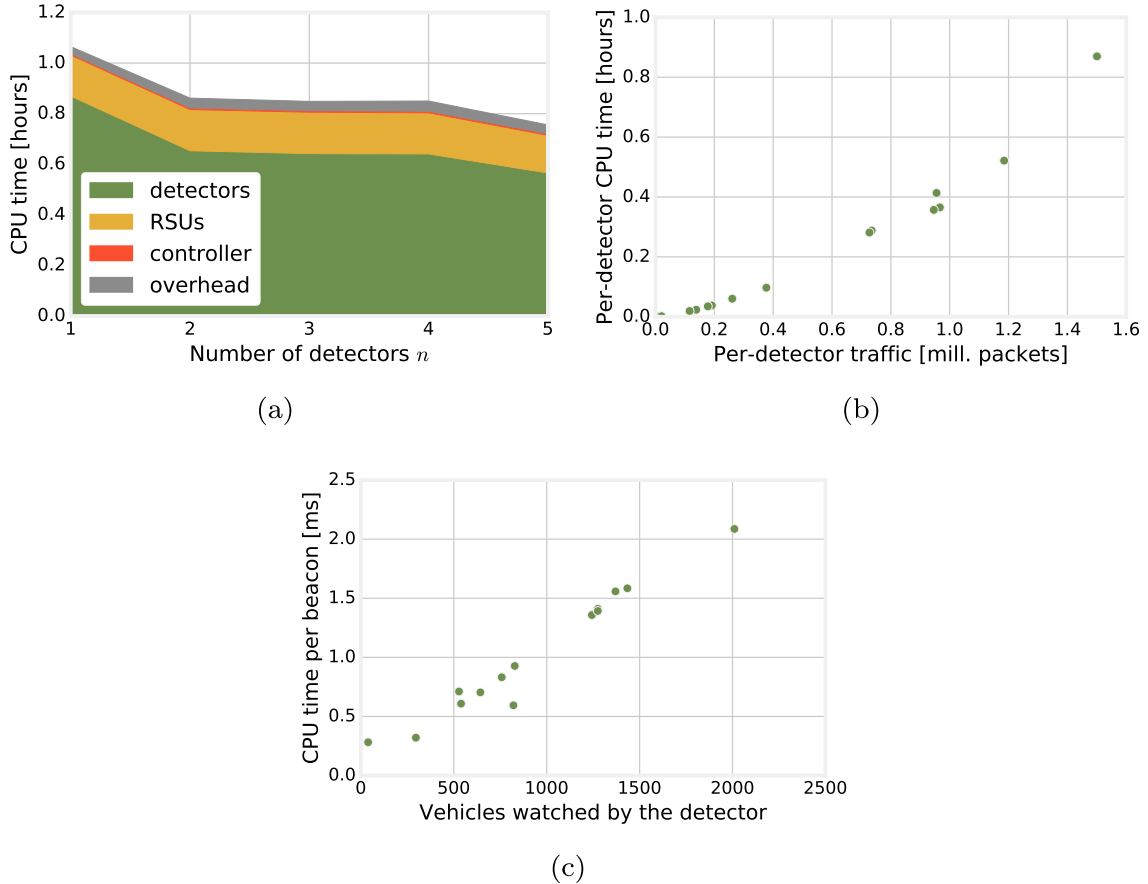 1.2
1.0
0.8
0.6
0.4
0.2
0.0
CPU time [hours]
detectors
RSUs
controller
overhead
1 2 3 4 5
Number of detectors n
(a)
1.0
0.8
0.6
0.4
0.2
0.0
Per-detector CPU time [hours]
0.0 0.2 0.4 0.6 0.8 1.0 1.2 1.4 1.6
Per-detector traffic [mill. packets]
(b)
2.5
2.0
1.5
1.0
0.5
0.0
CPU time per beacon [ms]
0 500 1000 1500 2000 2500
Vehicles watched by the detector
(c)